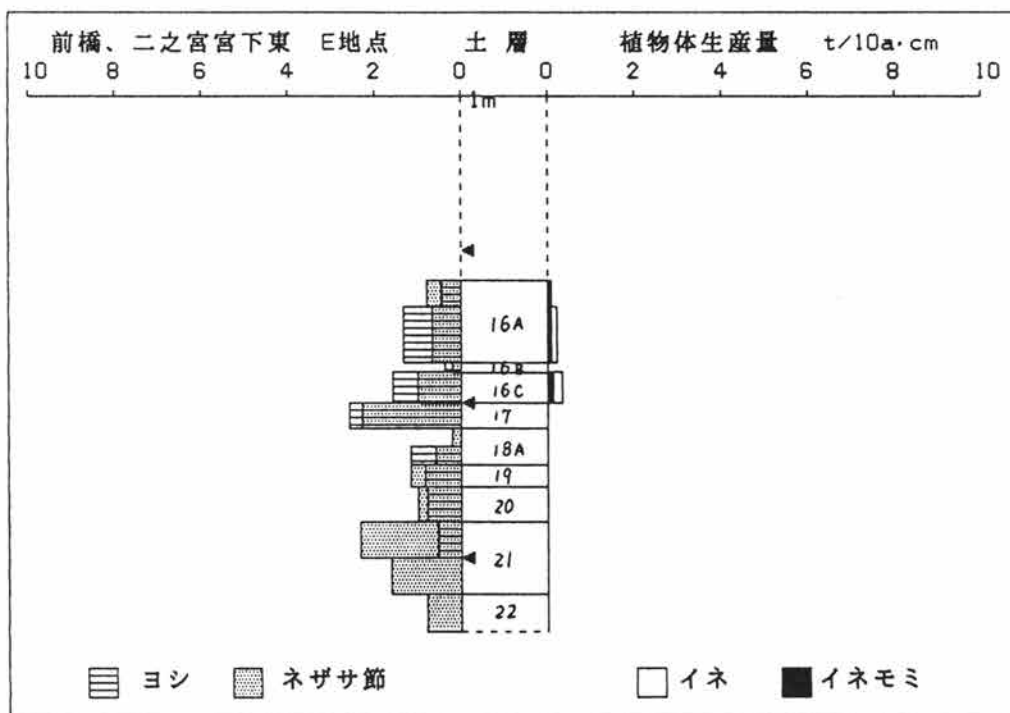 前橋、二之宮宮下東 E地点 土層 植物体生産量 t/10a·cm
10 8 6 4 2 0 0 2 4 6 8 10
1m
16A
16B
16C
17
18A
19
20
21
22
ヨシ ネザサ節 イネ イネモミ